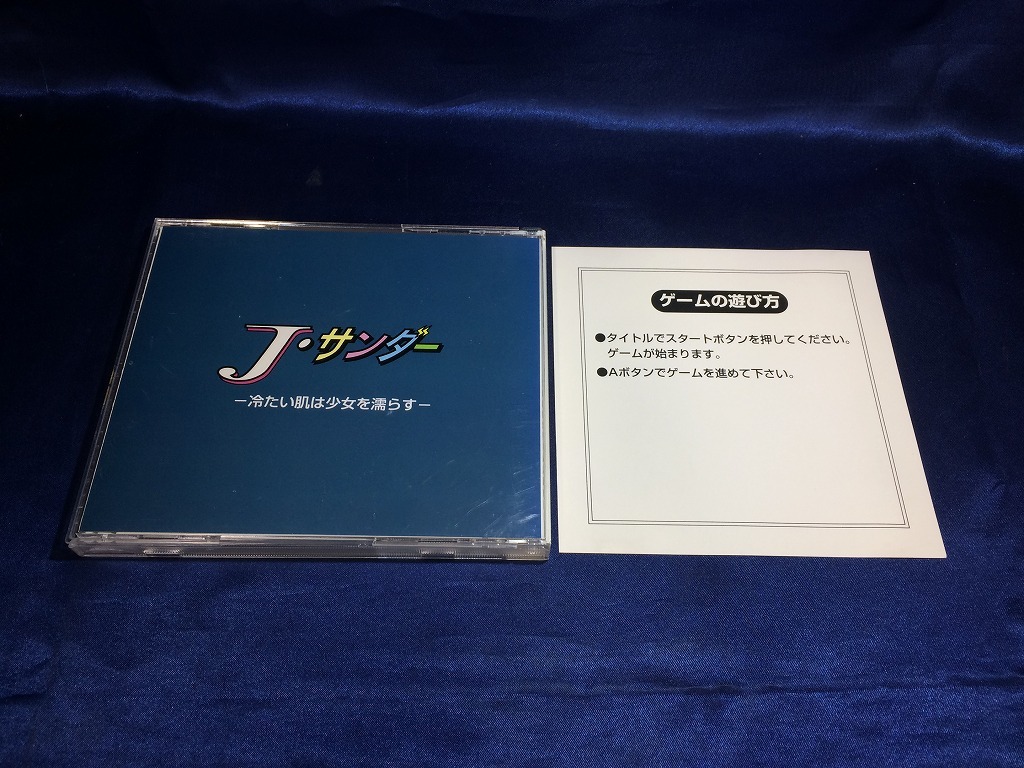 J・サンダー
－冷たい肌は少女を濡らす－
ゲームの遊び方
●タイトルでスタートボタンを押してください。
ゲームが始まります。
●Aボタンでゲームを進めて下さい。